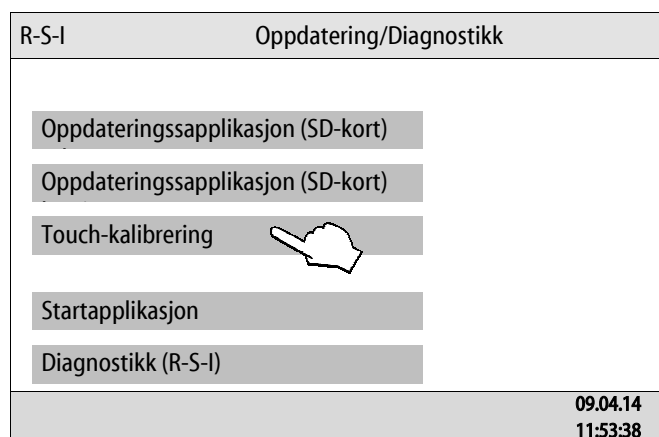 R-S-I Oppdatering/Diagnostikk
Oppdateringssapplikasjon (SD-kort)
Oppdateringssapplikasjon (SD-kort)
Touch-kalibrering
Startapplikasjon
Diagnostikk (R-S-I)
09.04.14
11:53:38